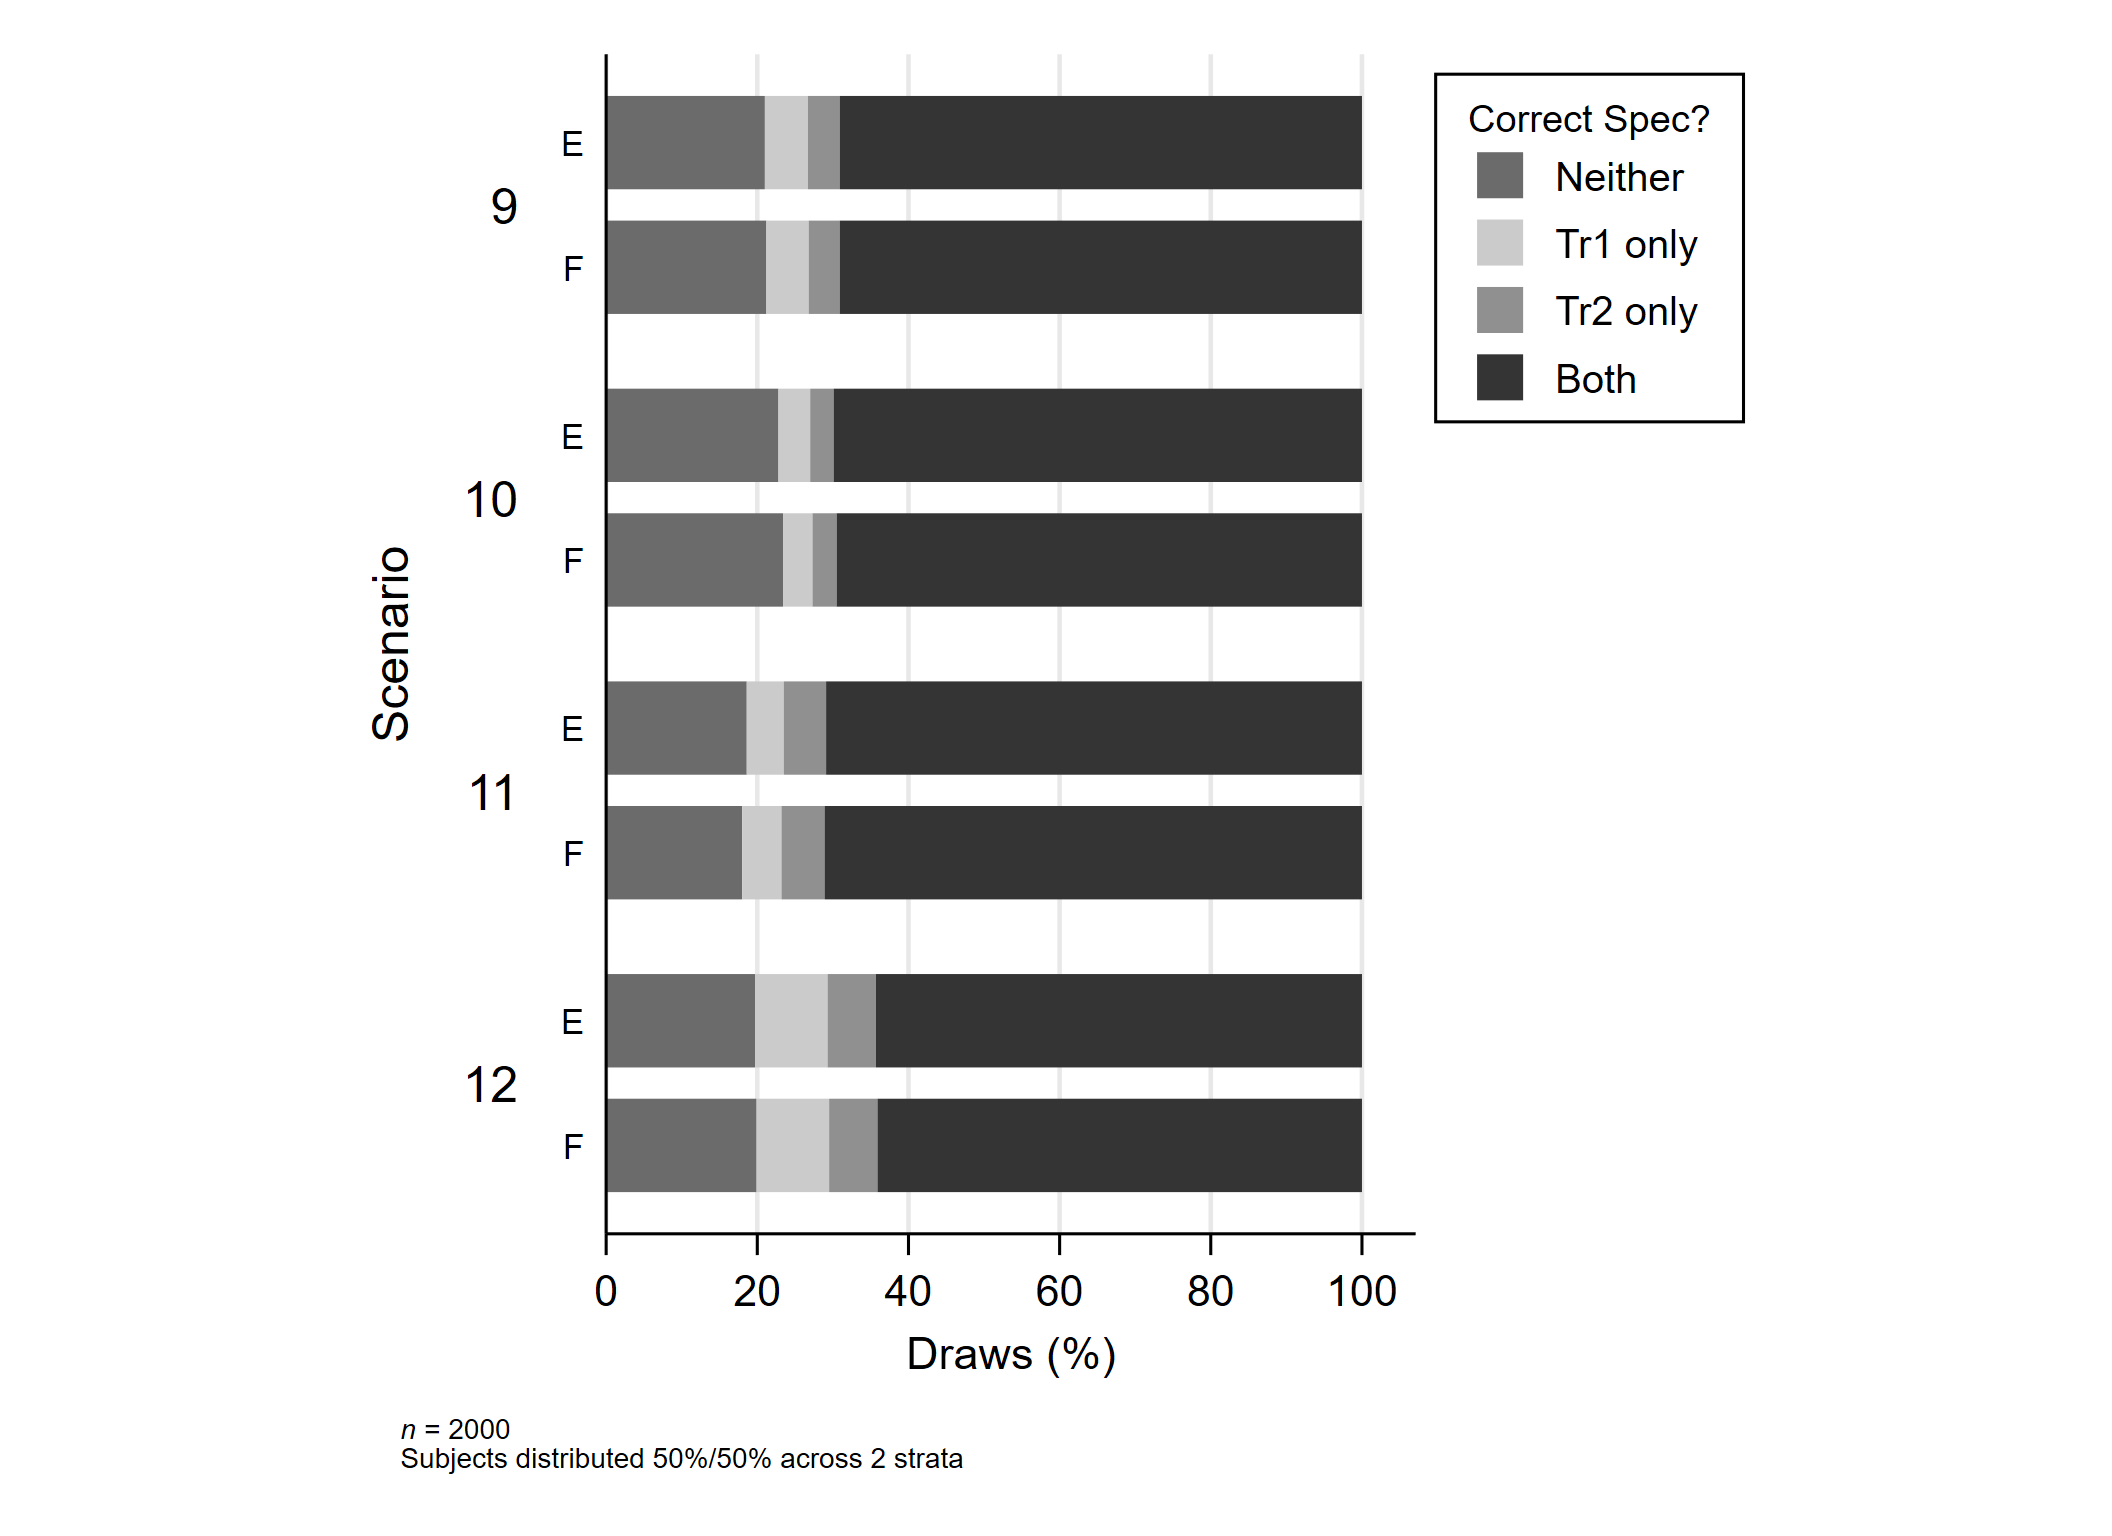 Correct Spec?
Neither
Tr1 only
Tr2 only
Both
Scenario
9
E
F
10
E
F
11
E
F
12
E
F
0 20 40 60 80 100
Draws (%)
n = 2000
Subjects distributed 50%/50% across 2 strata